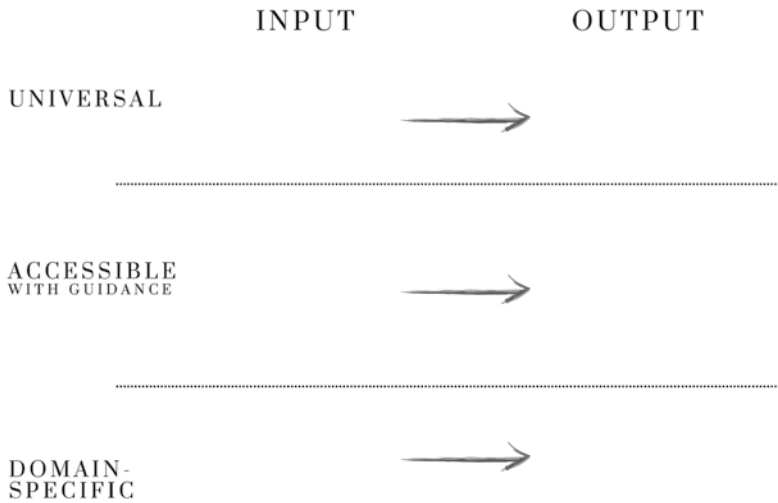 INPUT OUTPUT
UNIVERSAL
ACCESSIBLE
WITH GUIDANCE
DOMAIN-
SPECIFIC